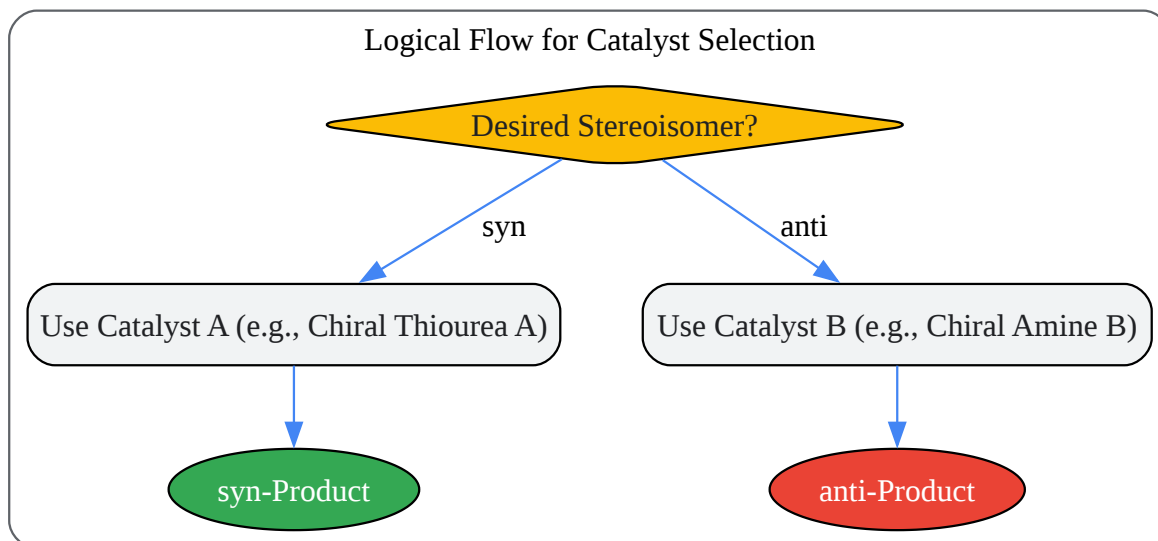 Logical Flow for Catalyst Selection
Desired Stereoisomer?
syn
anti
Use Catalyst A (e.g., Chiral Thiourea A)
Use Catalyst B (e.g., Chiral Amine B)
syn-Product
anti-Product